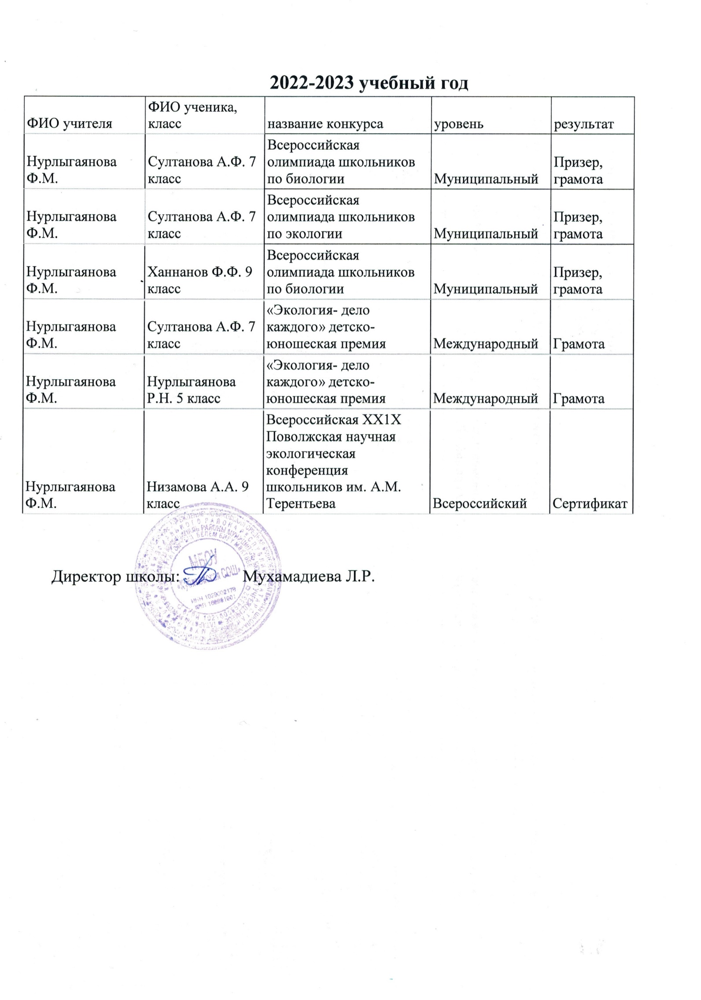 2022-2023 учебный год
ФИО учителя
ФИО ученика,
класс
название конкурса
уровень
результат
Нурлыгаянова
Ф.М.
Султанова А.Ф. 7
класс
Всероссийская
олимпиада школьников
по биологии
Муниципальный
Призер,
грамота
Нурлыгаянова
Ф.М.
Султанова А.Ф. 7
класс
Всероссийская
олимпиада школьников
по экологии
Муниципальный
Призер,
грамота
Нурлыгаянова
Ф.М.
Ханнанов Ф.Ф. 9
класс
Всероссийская
олимпиада школьников
по биологии
Муниципальный
Призер,
грамота
Нурлыгаянова
Ф.М.
Султанова А.Ф. 7
класс
«Экология- дело
каждого» детско-
юношеская премия
Международный
Грамота
Нурлыгаянова
Ф.М.
Нурлыгаянова
Р.Н. 5 класс
«Экология- дело
каждого» детско-
юношеская премия
Международный
Грамота
Нурлыгаянова
Ф.М.
Низамова А.А. 9
класс
Всероссийская ХХ1Х
Поволжская научная
экологическая
конференция
школьников им. А.М.
Терентьева
Всероссийский
Сертификат
Директор школы: Мухамадиева Л.Р.
МБОУ
СОШ»
ИНН 1029002179